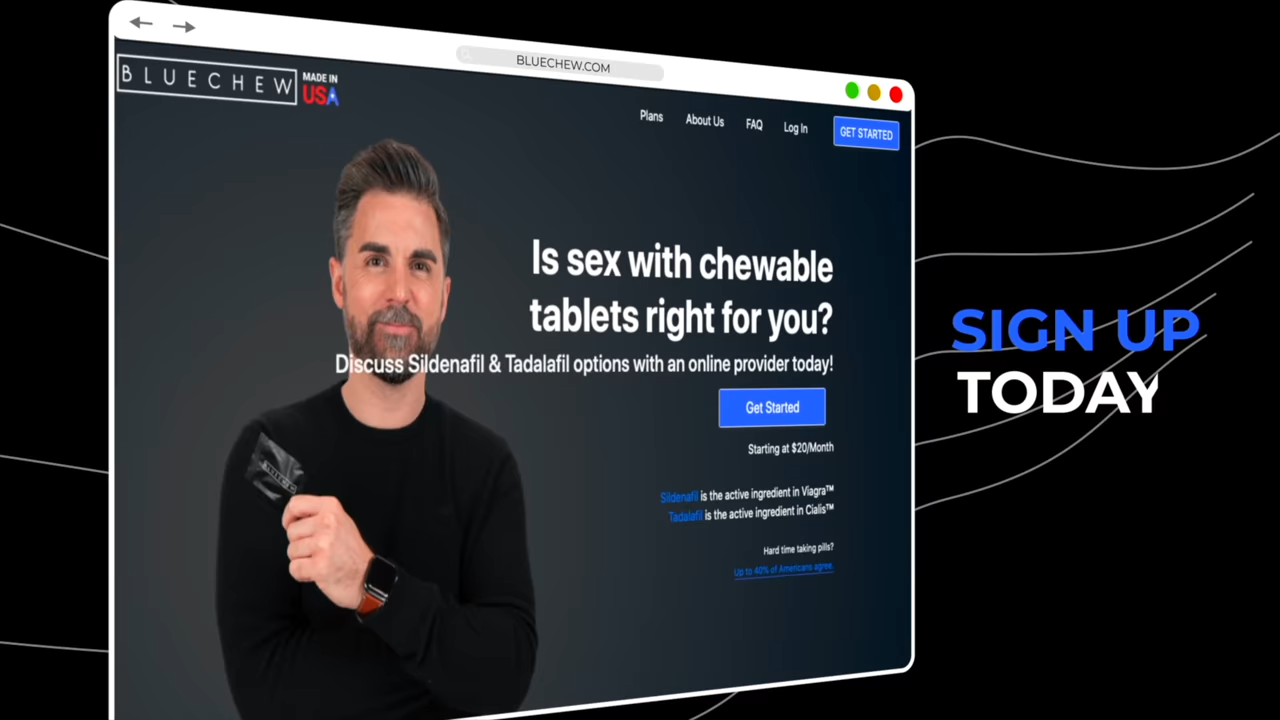 BLUECHEW.COM
BLUECHEW
MADE IN
USA
Plans
About Us
FAQ
Log In
GET STARTED
Is sex with chewable
tablets right for you?
Discuss Sildenafil & Tadalafil options with an online provider today!
Get Started
Starting at $20/Month
Sildenafil is the active ingredient in Viagra™
Tadalafil is the active ingredient in Cialis™
Hard time taking pills?
Up to 40% of Americans agree.
BLUECHEW
SIGN UP
TODAY